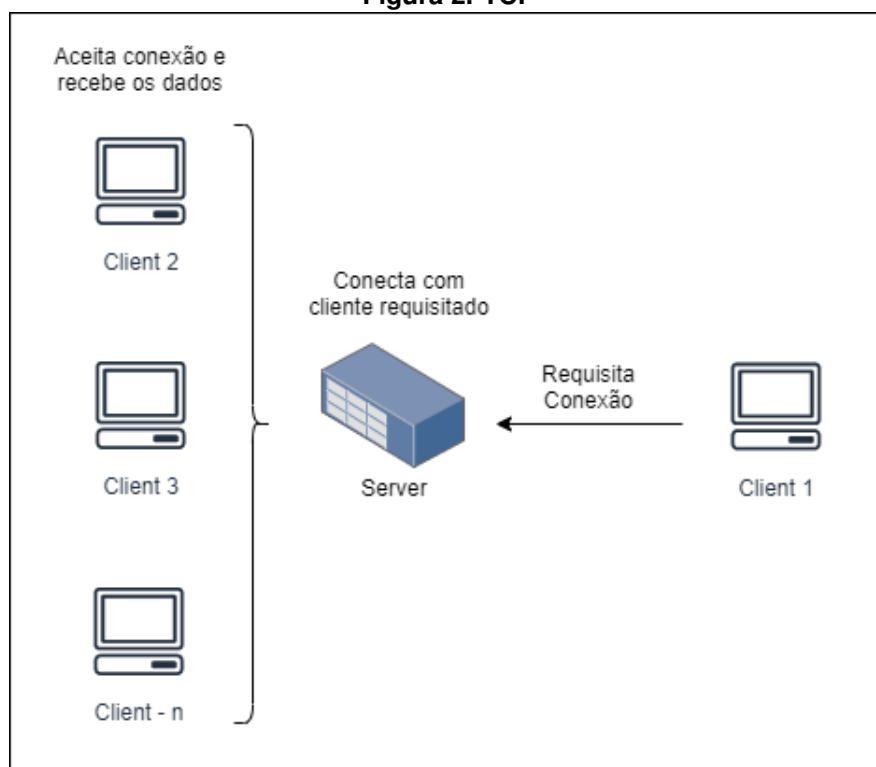 Figura 2. TCP
Aceita conexão e
recebe os dados
Client 2
Conecta com
cliente requisitado
Requisita
Conexão
Client 3
Server
Client 1
Client - n